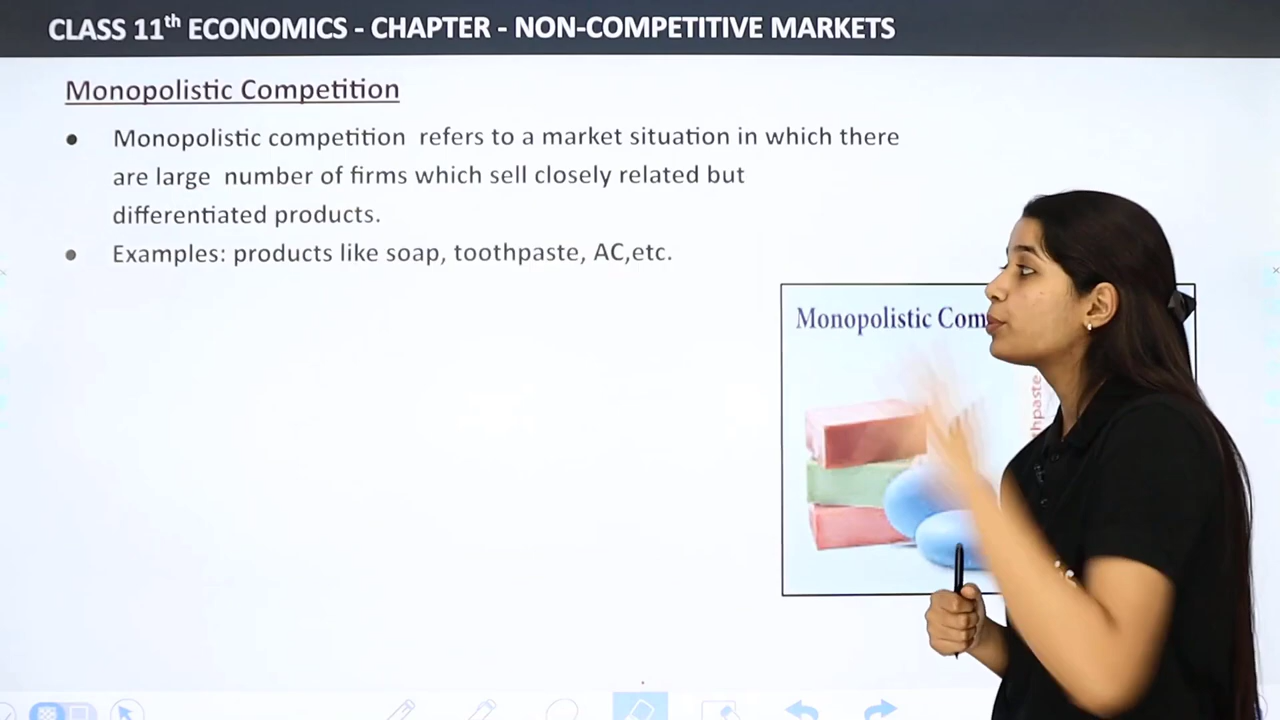 CLASS 11th ECONOMICS - CHAPTER - NON-COMPETITIVE MARKETS
Monopolistic Competition
● Monopolistic competition refers to a market situation in which there
are large number of firms which sell closely related but
differentiated products.
● Examples: products like soap, toothpaste, AC,etc.
Monopolistic